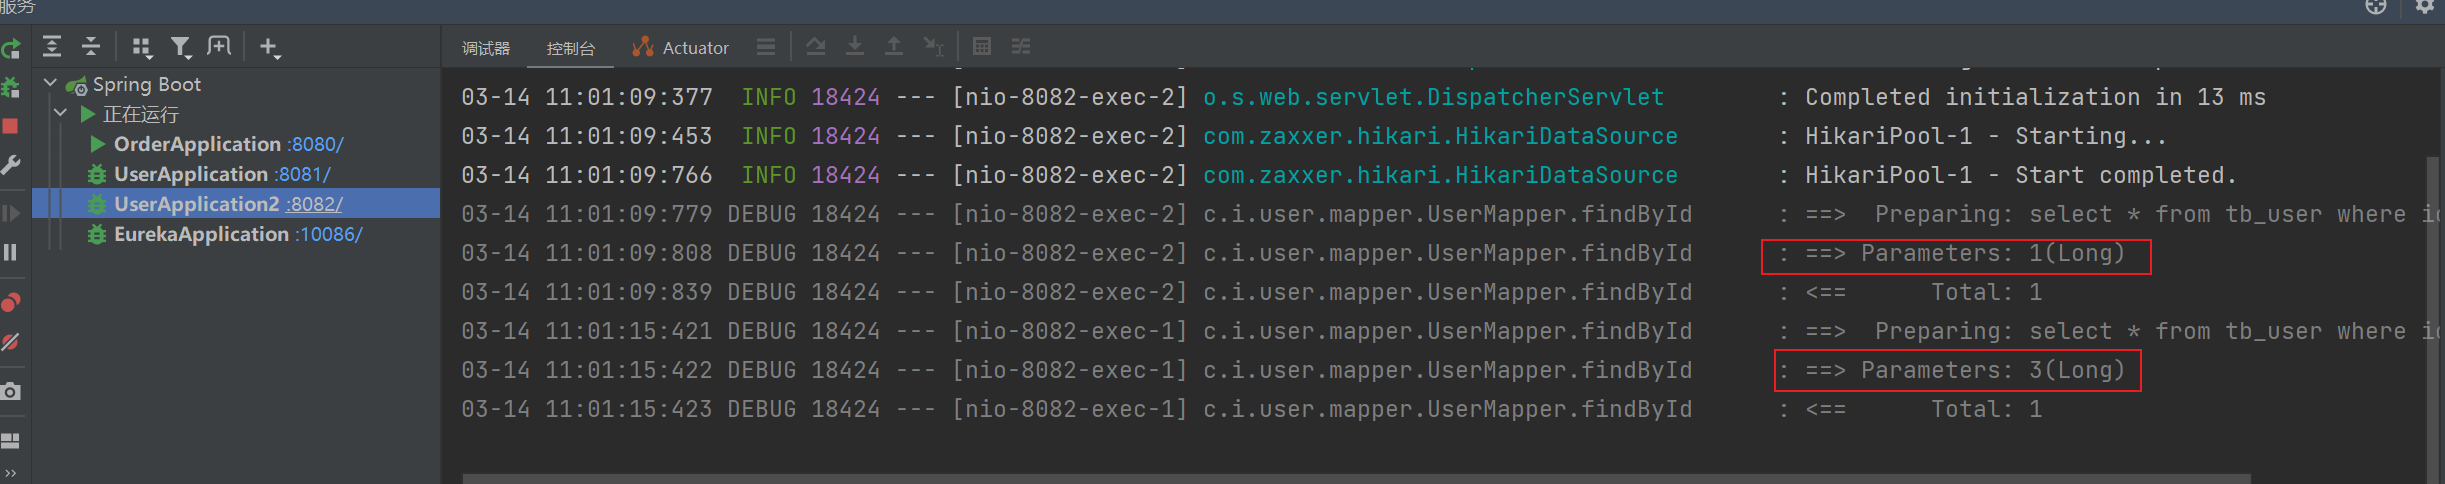 服务
调试器 控制台 Actuator
Spring Boot
正在运行
OrderApplication :8080/
UserApplication :8081/
UserApplication2 :8082/
EurekaApplication :10086/
03-14 11:01:09:377  INFO 18424 --- [nio-8082-exec-2] o.s.web.servlet.DispatcherServlet : Completed initialization in 13 ms
03-14 11:01:09:453  INFO 18424 --- [nio-8082-exec-2] com.zaxxer.hikari.HikariDataSource : HikariPool-1 - Starting...
03-14 11:01:09:766  INFO 18424 --- [nio-8082-exec-2] com.zaxxer.hikari.HikariDataSource : HikariPool-1 - Start completed.
03-14 11:01:09:779 DEBUG 18424 --- [nio-8082-exec-2] c.i.user.mapper.UserMapper.findById : ==>  Preparing: select * from tb_user where
03-14 11:01:09:808 DEBUG 18424 --- [nio-8082-exec-2] c.i.user.mapper.UserMapper.findById : ==> Parameters: 1(Long)
03-14 11:01:09:839 DEBUG 18424 --- [nio-8082-exec-2] c.i.user.mapper.UserMapper.findById : <==      Total: 1
03-14 11:01:15:421 DEBUG 18424 --- [nio-8082-exec-1] c.i.user.mapper.UserMapper.findById : ==>  Preparing: select * from tb_user where
03-14 11:01:15:422 DEBUG 18424 --- [nio-8082-exec-1] c.i.user.mapper.UserMapper.findById : ==> Parameters: 3(Long)
03-14 11:01:15:423 DEBUG 18424 --- [nio-8082-exec-1] c.i.user.mapper.UserMapper.findById : <==      Total: 1